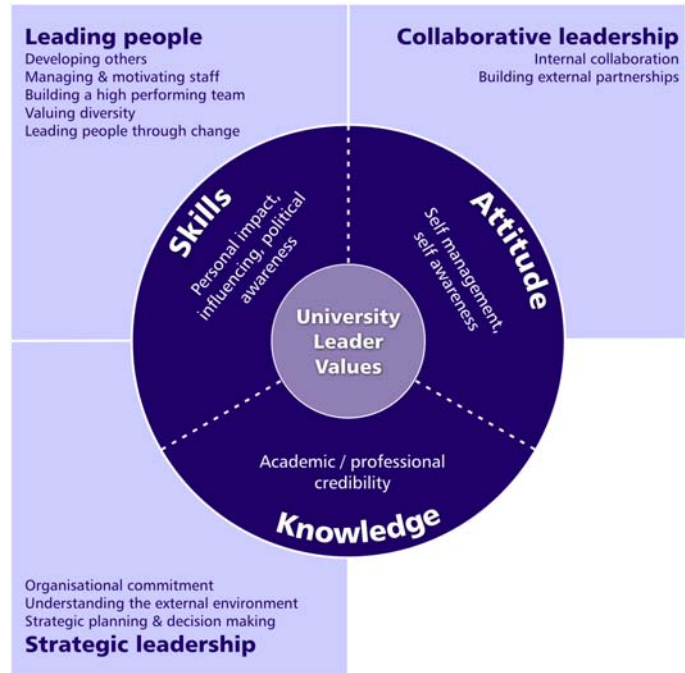 Leading people
Developing others
Managing & motivating staff
Building a high performing team
Valuing diversity
Leading people through change
Collaborative leadership
Internal collaboration
Building external partnerships
Skills
Personal impact,
influencing, political
awareness
Attitude
Self management,
self awareness
University
Leader
Values
Academic / professional
credibility
Knowledge
Organisational commitment
Understanding the external environment
Strategic planning & decision making
Strategic leadership